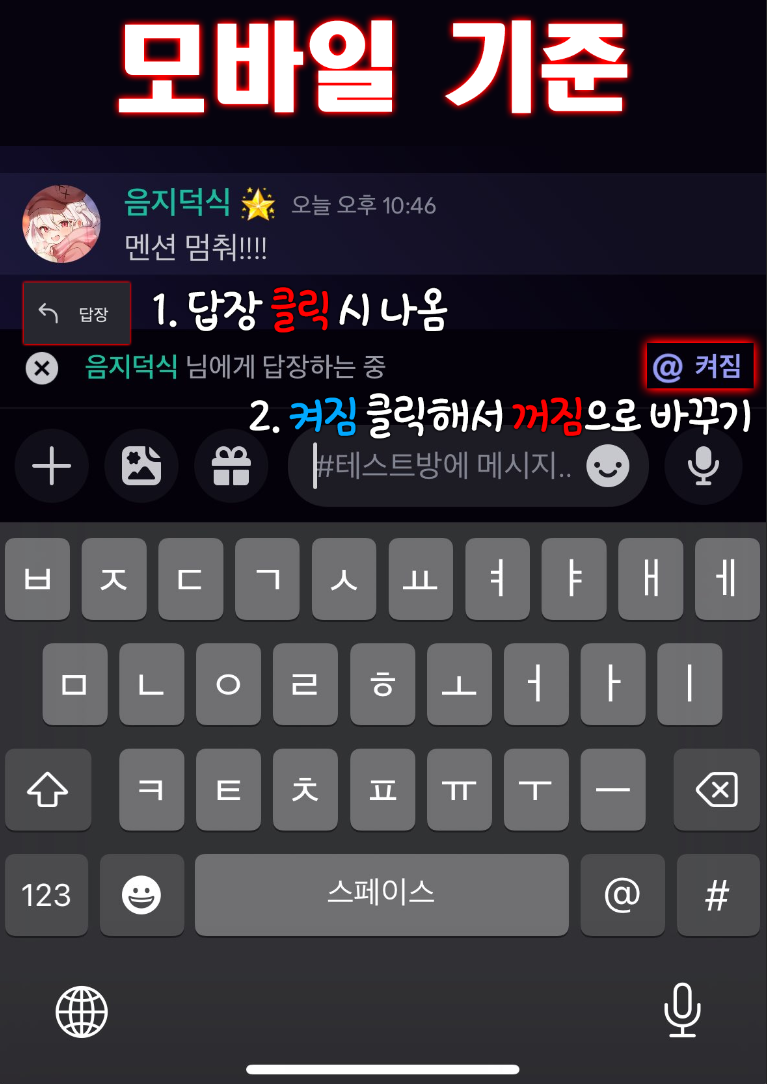 모바일 기준
음지덕식 오늘 오후 10:46
멘션 멈춰!!!!
답장 1. 답장 클릭 시 나옴
음지덕식 님에게 답장하는 중 @ 켜짐
2. 켜짐 클릭해서 꺼짐으로 바꾸기
#테스트방에 메시지..
ㅂ ㅈ ㄷ ㄱ ㅅ ㅛ ㅕ ㅑ ㅐ ㅔ
ㅁ ㄴ ㅇ ㄹ ㅎ ㅗ ㅓ ㅏ ㅣ
ㅋ ㅌ ㅊ ㅍ ㅠ ㅜ ㅡ
123 스페이스 @ #